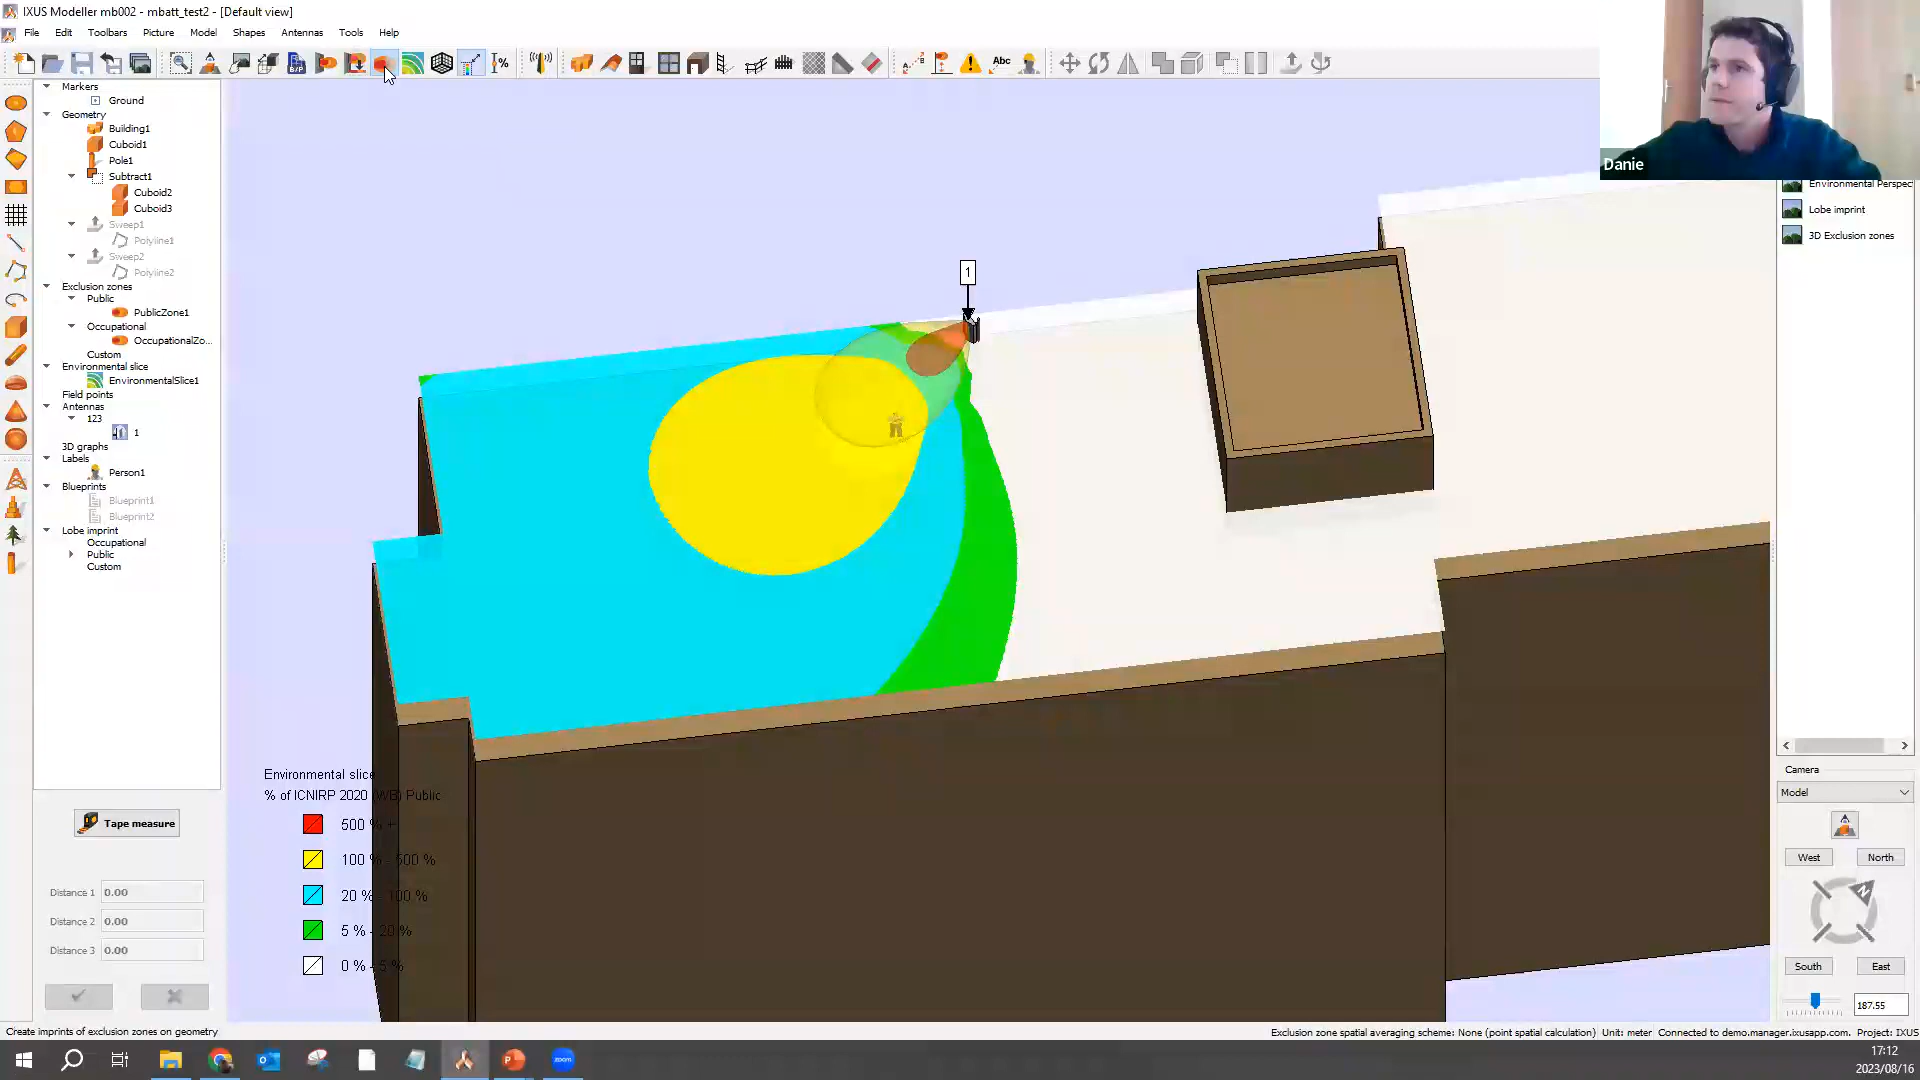 IXUS Modeller mb002 - mbatt_test2 - [Default view]
File Edit Toolbars Picture Model Shapes Antennas Tools Help
B/P
%
Abc
Markers
Ground
Geometry
Building1
Cuboid1
Pole1
Subtract1
Cuboid2
Cuboid3
Sweep1
Polyline1
Sweep2
Polyline2
Exclusion zones
Public
PublicZone1
Occupational
OccupationalZo...
Custom
Environmental slice
EnvironmentalSlice1
Field points
Antennas
123
1
3D graphs
Labels
Person1
Blueprints
Blueprint1
Blueprint2
Lobe imprint
Occupational
Public
Custom
Tape measure
Distance 1 0.00
Distance 2 0.00
Distance 3 0.00
1
Environmental slice
% of ICNIRP 2020 (WB) Public
500 % +
100 % - 500 %
20 % - 100 %
5 % - 20 %
0 % - 5 %
Danie
Environmental Perspec
Lobe imprint
3D Exclusion zones
Camera
Model
West North
N
South East
187.55
Create imprints of exclusion zones on geometry
Exclusion zone spatial averaging scheme: None (point spatial calculation) Unit: meter Connected to demo.manager.ixusapp.com. Project: IXUS
zoom
17:12
2023/08/16